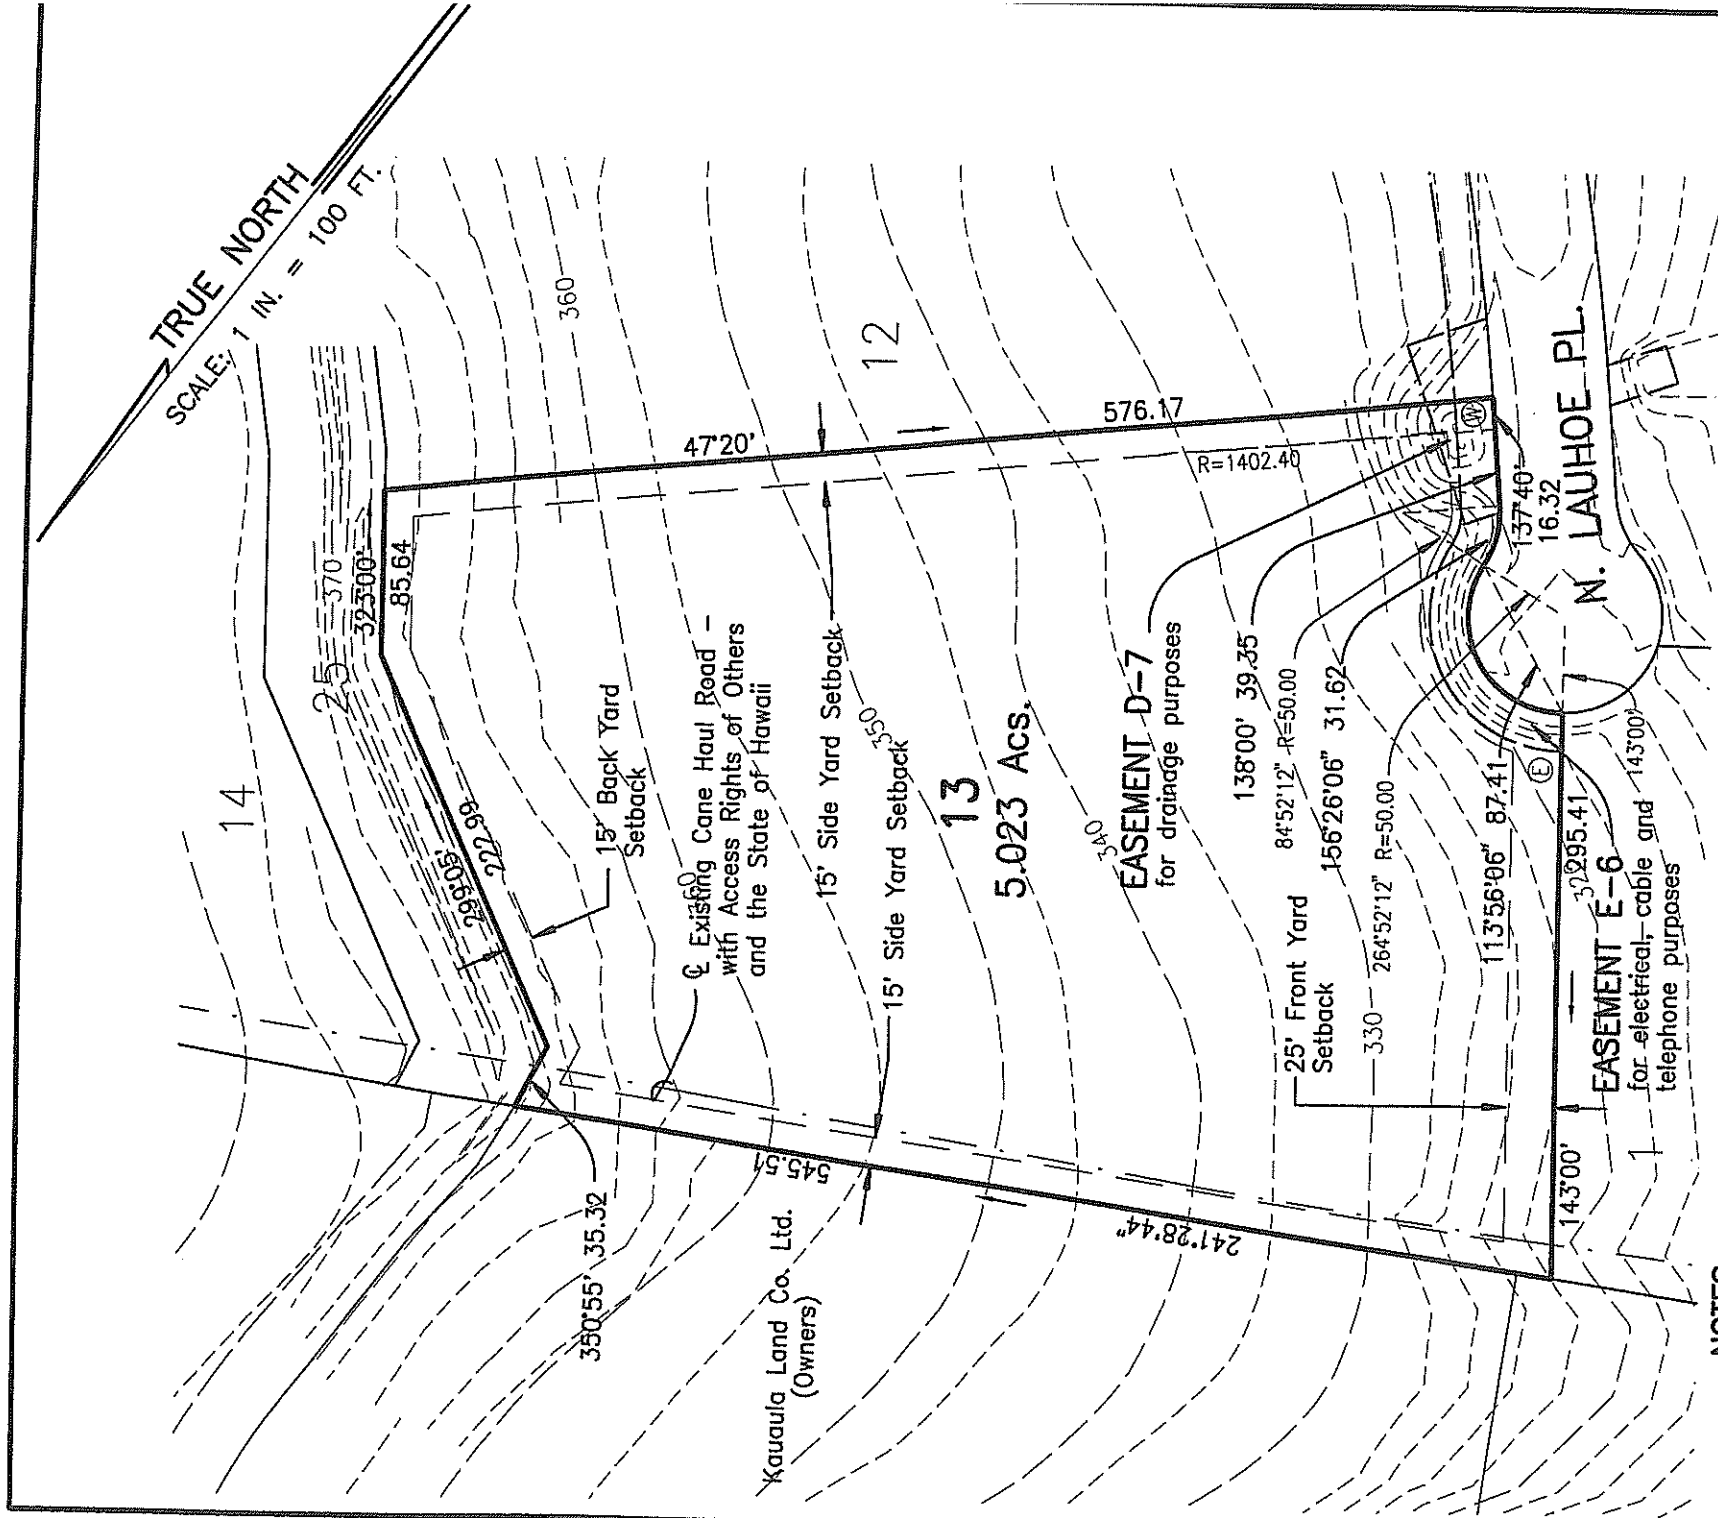 TRUE NORTH
SCALE: 1 IN. = 100 FT.
14
25
370
323°00'
85.64
360
12
299°05'
222.99
47°20'
576.17
15' Back Yard
Setback
℄ Existing Cane Haul Road –
with Access Rights of Others
and the State of Hawaii
360
15' Side Yard Setback
350
15' Side Yard Setback
13
5.023 Acs.
340
EASEMENT D-7
for drainage purposes
R=1402.40
138°00' 39.35
84°52'12" R=50.00
156°26'06" 31.62
264°52'12" R=50.00
113°56'06" 87.41
W
137°40'
16.32
N. LAUHOE PL.
25' Front Yard
Setback
330
E
143°00'
295.41
EASEMENT E-6
for electrical, cable and
telephone purposes
143°00'
1
350°55' 35.32
545.51
241°28'44"
Kauaula Land Co. Ltd.
(Owners)
NOTES